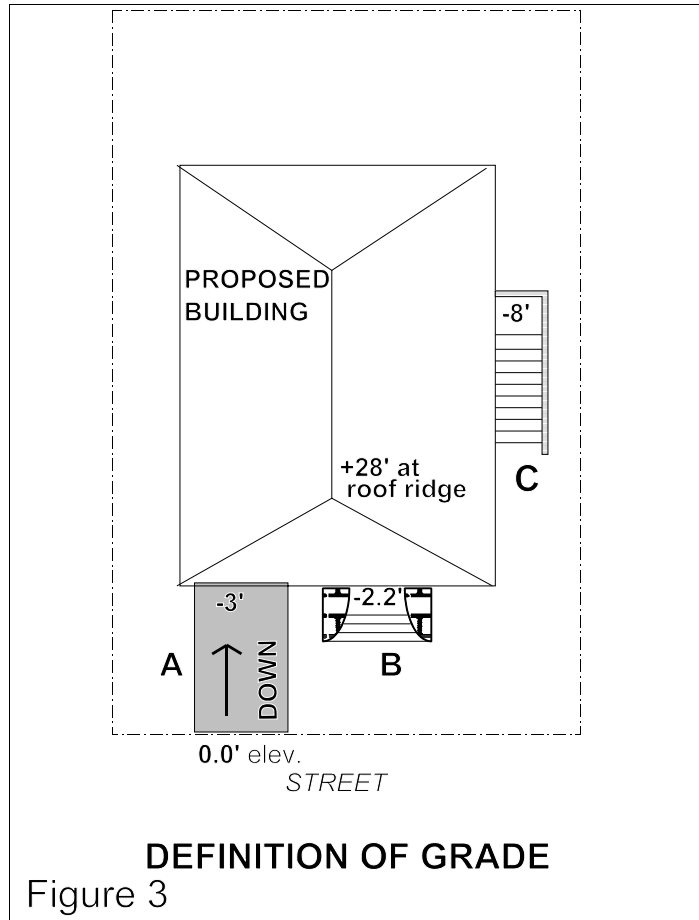 PROPOSED
BUILDING
-8'
+28' at
roof ridge
C
-3'
-2.2'
A
DOWN
B
0.0' elev.
STREET
DEFINITION OF GRADE
Figure 3